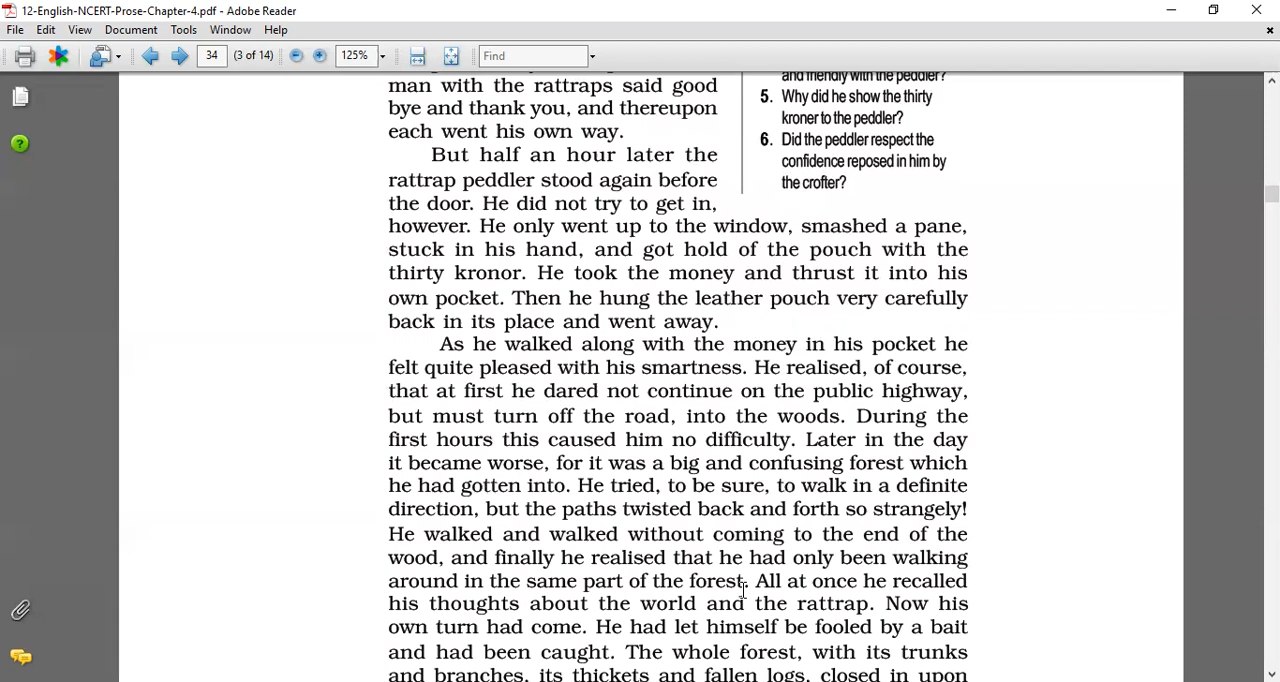 12-English-NCERT-Prose-Chapter-4.pdf - Adobe Reader
File Edit View Document Tools Window Help
34 (3 of 14) 125% Find
man with the rattraps said good
bye and thank you, and thereupon
each went his own way.
But half an hour later the
rattrap peddler stood again before
the door. He did not try to get in,
and friendly with the peddler?
5. Why did he show the thirty
kroner to the peddler?
6. Did the peddler respect the
confidence reposed in him by
the crofter?
however. He only went up to the window, smashed a pane,
stuck in his hand, and got hold of the pouch with the
thirty kronor. He took the money and thrust it into his
own pocket. Then he hung the leather pouch very carefully
back in its place and went away.
As he walked along with the money in his pocket he
felt quite pleased with his smartness. He realised, of course,
that at first he dared not continue on the public highway,
but must turn off the road, into the woods. During the
first hours this caused him no difficulty. Later in the day
it became worse, for it was a big and confusing forest which
he had gotten into. He tried, to be sure, to walk in a definite
direction, but the paths twisted back and forth so strangely!
He walked and walked without coming to the end of the
wood, and finally he realised that he had only been walking
around in the same part of the forest. All at once he recalled
his thoughts about the world and the rattrap. Now his
own turn had come. He had let himself be fooled by a bait
and had been caught. The whole forest, with its trunks
and branches, its thickets and fallen logs, closed in upon